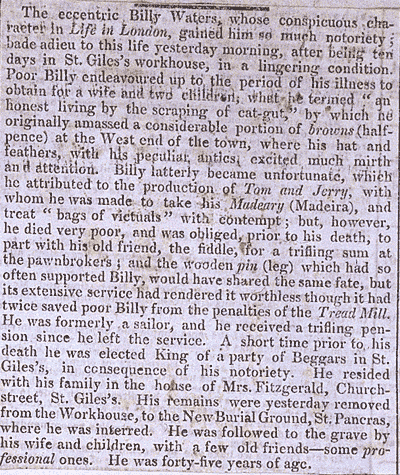 The eccentric Billy Waters, whose conspicuous cha-
racter in Life in London, gained him so much notoriety;
bade adieu to this life yesterday morning, after being ten
days in St. Giles's workhouse, in a lingering condition.
Poor Billy endeavoured up to the period of his illness to
obtain for a wife and two children, what he termed "an
honest living by the scraping of cat-gut," by which he
originally amassed a considerable portion of browns (half-
pence) at the West end of the town, where his hat and
feathers, with his peculiar antics, excited much mirth
and attention. Billy latterly became unfortunate, which
he attributed to the production of Tom and Jerry, with
whom he was made to take his Madeary (Madeira), and
treat "bags of victuals" with contempt; but, however,
he died very poor, and was obliged, prior to his death, to
part with his old friend, the fiddle, for a trifling sum at
the pawnbrokers; and the wooden pin (leg) which had so
often supported Billy, would have shared the same fate, but
its extensive service had rendered it worthless though it had
twice saved poor Billy from the penalties of the Tread Mill.
He was formerly a sailor, and he received a trifling pen-
sion since he left the service. A short time prior to his
death he was elected King of a party of Beggars in St.
Giles's, in consequence of his notoriety. He resided
with his family in the house of Mrs. Fitzgerald, Church-
street, St. Giles's. His remains were yesterday removed
from the Workhouse, to the New Burial Ground, St. Pancras,
where he was interred. He was followed to the grave by
his wife and children, with a few old friends—some pro-
fessional ones. He was forty-five years of age.